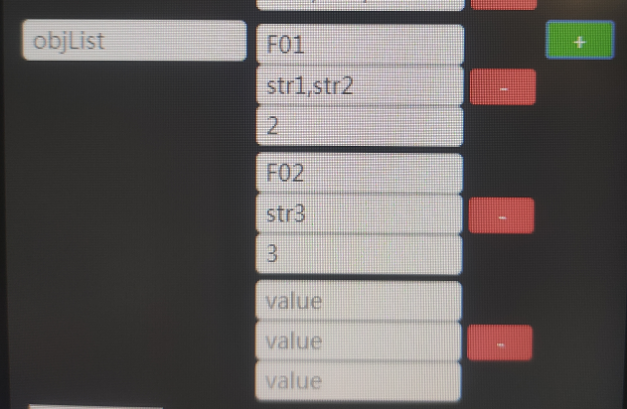 objList
F01
+
str1,str2
-
2
F02
str3
-
3
value
value
-
value